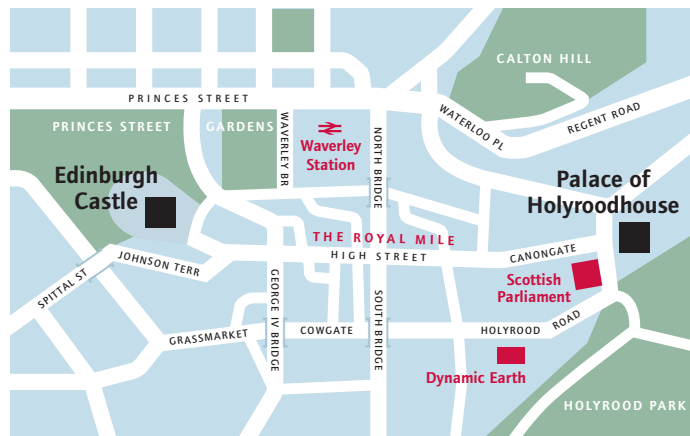 CALTON HILL
PRINCES STREET
PRINCES STREET GARDENS
WAVERLEY BR
Waverley
Station
NORTH BRIDGE
WATERLOO PL
REGENT ROAD
Edinburgh
Castle
Palace of
Holyroodhouse
THE ROYAL MILE
HIGH STREET
CANONGATE
JOHNSON TERR
SPITTAL ST
Scottish
Parliament
GEORGE IV BRIDGE
SOUTH BRIDGE
GRASSMARKET
COWGATE
HOLYROOD ROAD
Dynamic Earth
HOLYROOD PARK